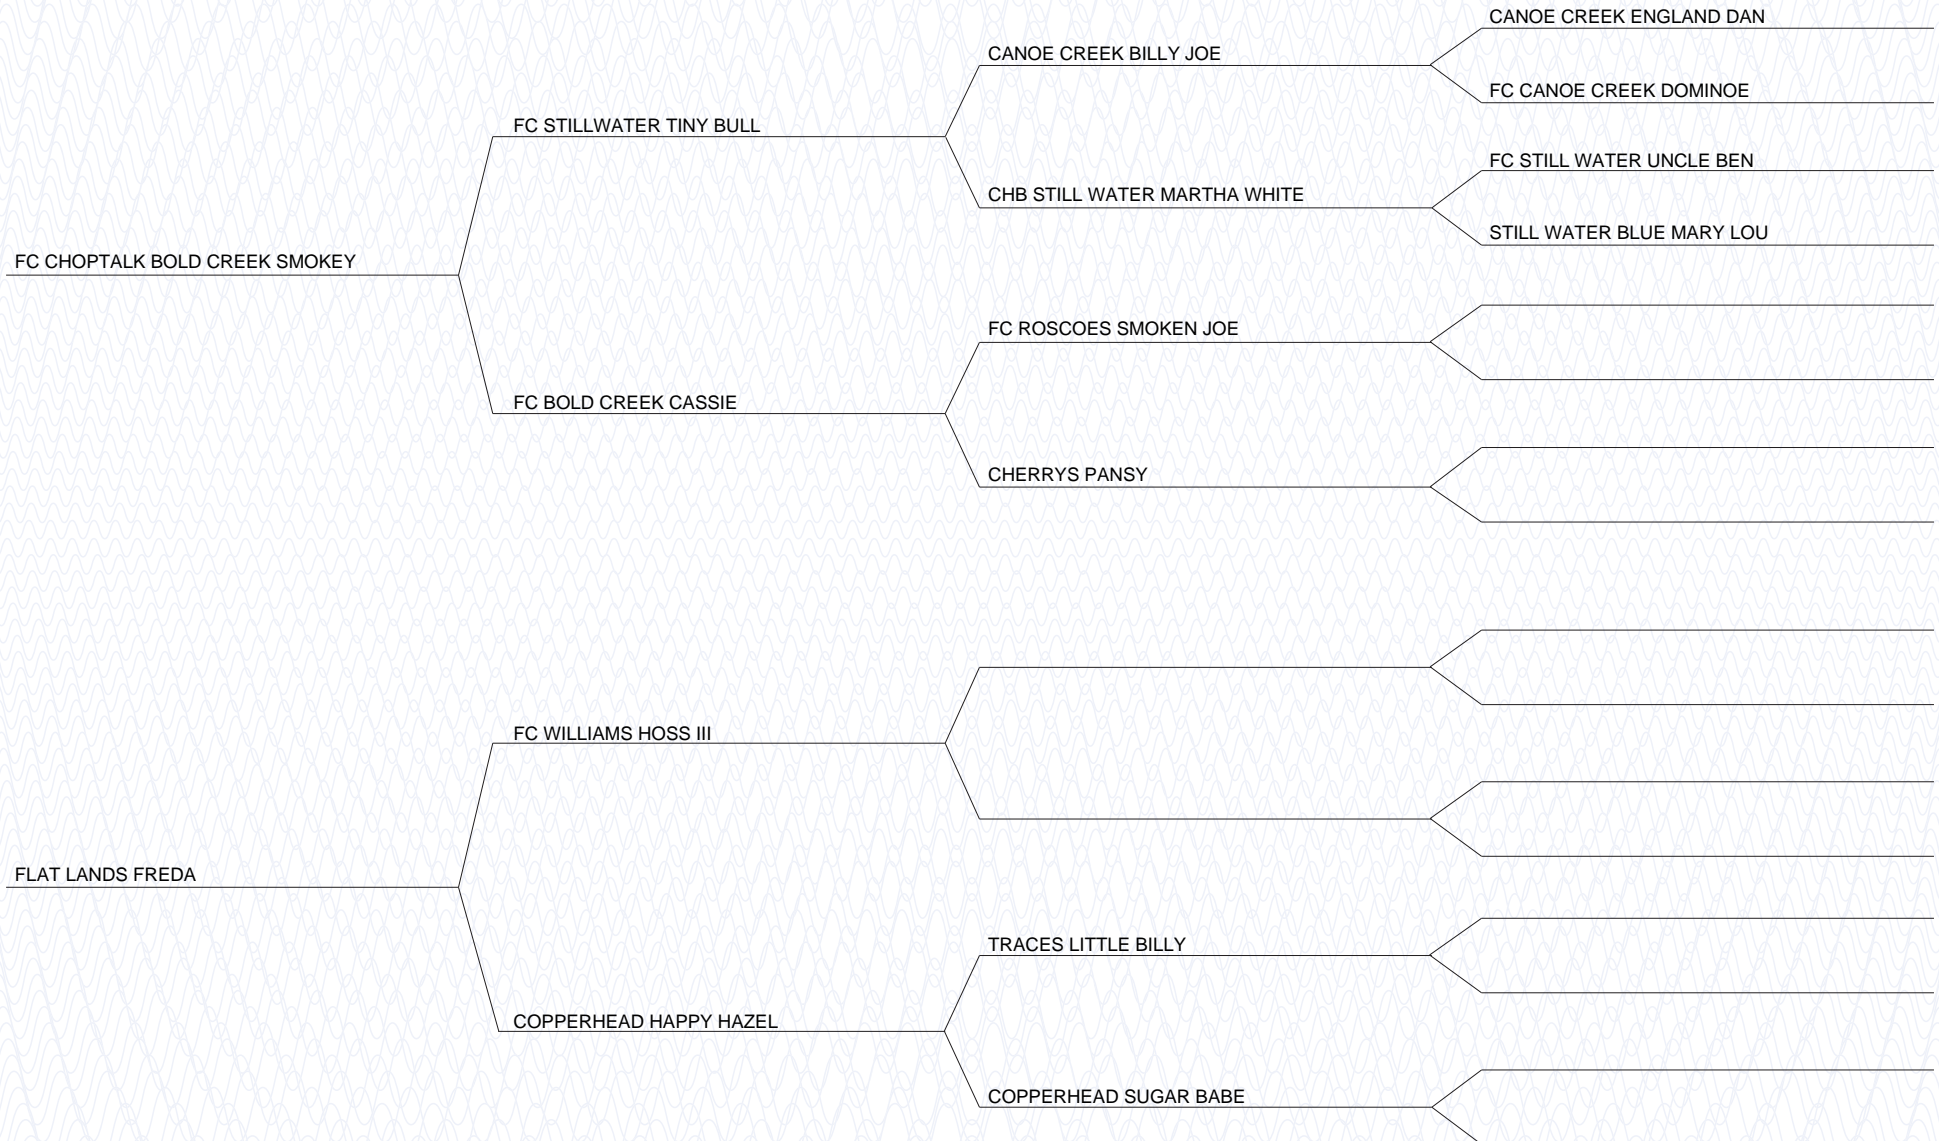 CANOE CREEK ENGLAND DAN
CANOE CREEK BILLY JOE
FC CANOE CREEK DOMINOE
FC STILLWATER TINY BULL
FC STILL WATER UNCLE BEN
CHB STILL WATER MARTHA WHITE
STILL WATER BLUE MARY LOU
FC CHOPTALK BOLD CREEK SMOKEY
FC ROSCOES SMOKEN JOE
FC BOLD CREEK CASSIE
CHERRYS PANSY
FC WILLIAMS HOSS III
FLAT LANDS FREDA
TRACES LITTLE BILLY
COPPERHEAD HAPPY HAZEL
COPPERHEAD SUGAR BABE